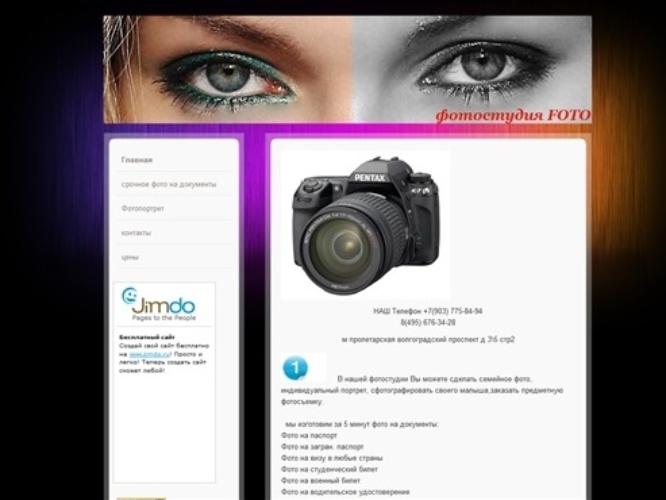 фотостудия FOTO
Главная
срочное фото на документы
Фотопортрет
контакты
цены
Jimdo
Pages to the People
Бесплатный сайт
Создай свой сайт бесплатно
на www.jimdo.ru! Просто и
легко! Теперь создать сайт
сможет любой!
PENTAX
K-7
НАШ Телефон +7(903) 775-84-94
8(495) 676-34-28
м пролетарская волгоградский проспект д 3\6 стр2
1
В нашей фотостудии Вы можете сделать семейное фото,
индивидуальный портрет, сфотографировать своего малыша,заказать предметную
фотосъемку.
мы изготовим за 5 минут фото на документы:
Фото на паспорт
Фото на загран. паспорт
Фото на визу в любые страны
Фото на студенческий билет
Фото на военный билет
Фото на водительское удостоверение